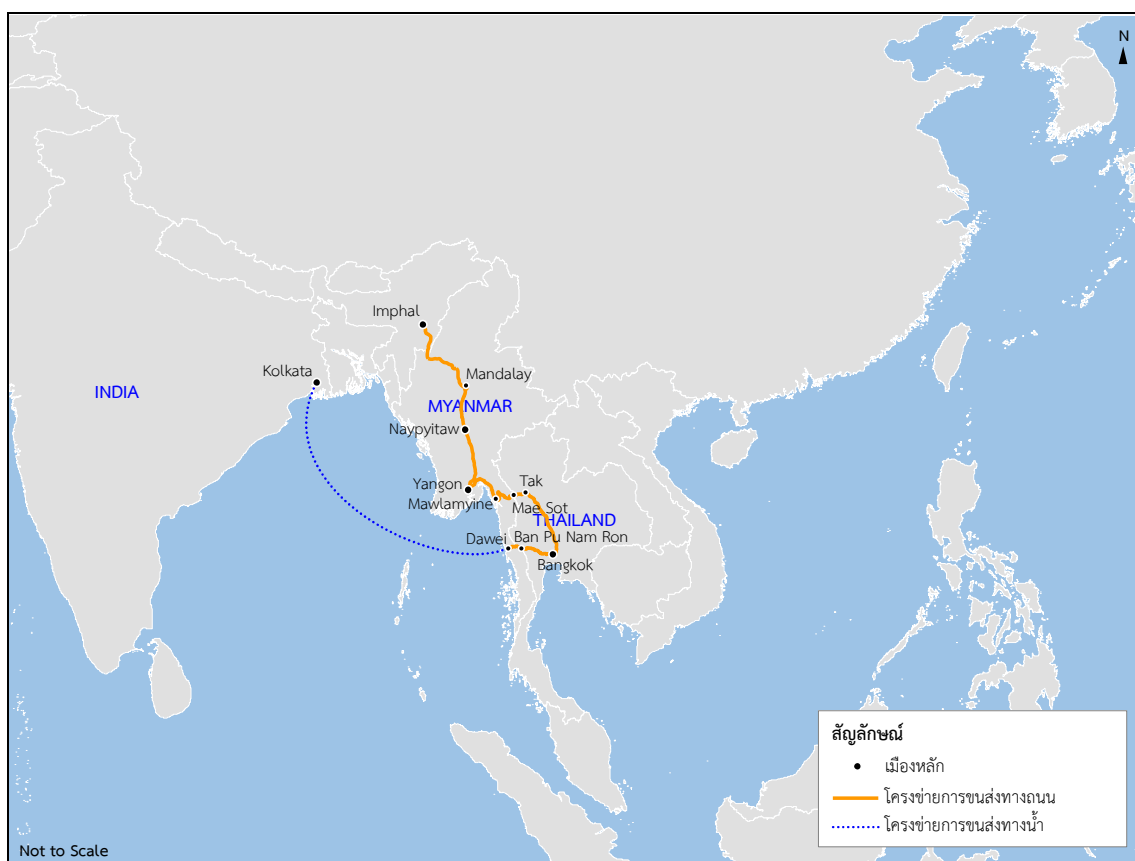 N
Imphal
Kolkata
Mandalay
INDIA
MYANMAR
Naypyitaw
Yangon
Tak
Mawlamyine
Mae Sot
THAILAND
Dawei
Ban Pu Nam Ron
Bangkok
สัญลักษณ์
เมืองหลัก
โครงข่ายการขนส่งทางถนน
โครงข่ายการขนส่งทางน้ำ
Not to Scale